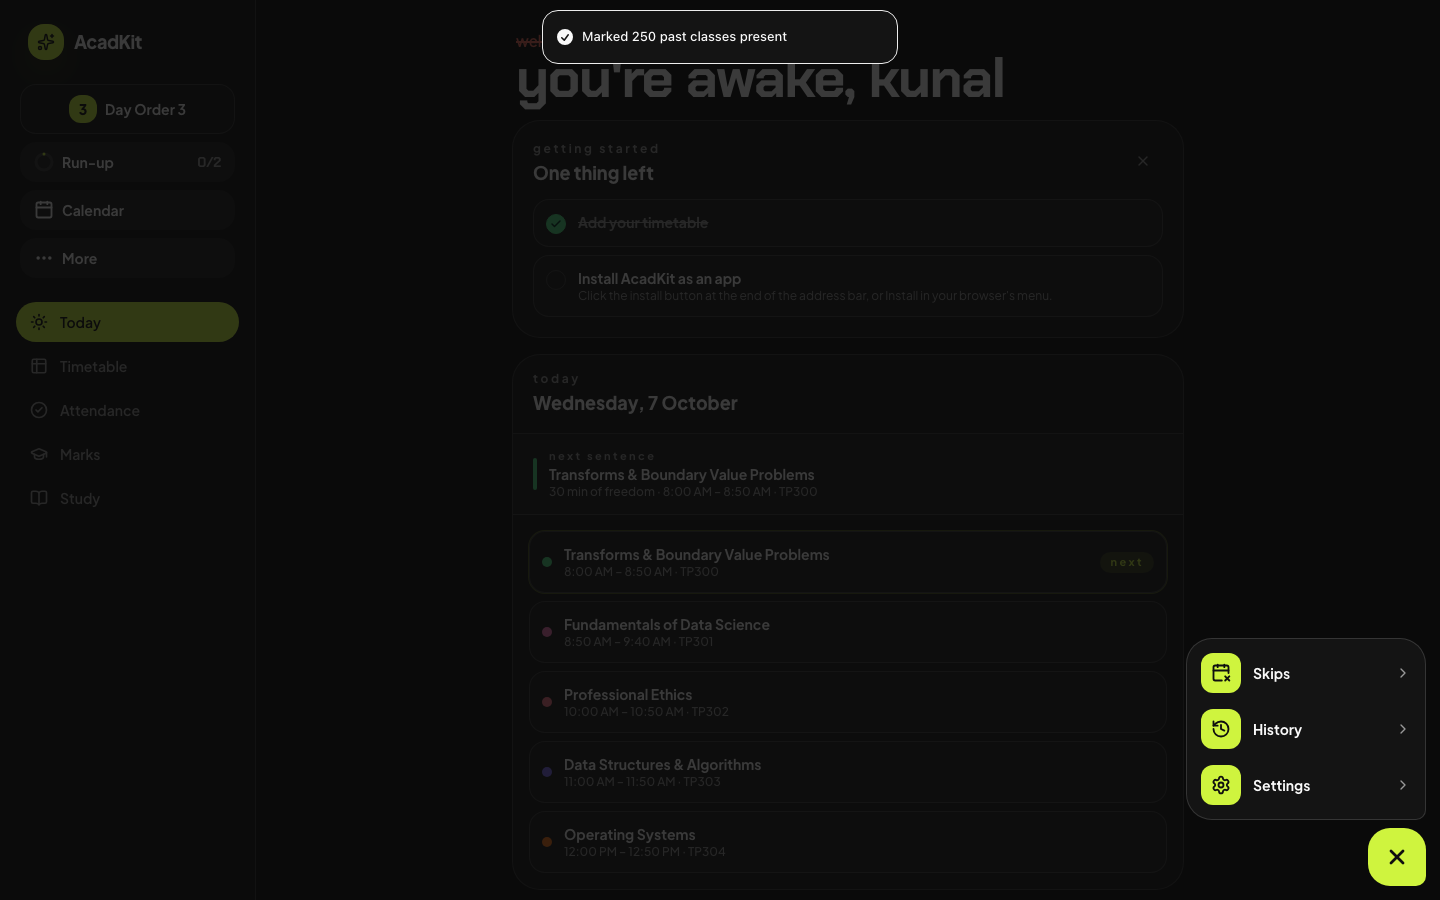 AcadKit
3 Day Order 3
Run-up 0/2
Calendar
More
Today
Timetable
Attendance
Marks
Study
Marked 250 past classes present
you're awake, kunal
getting started
One thing left
Add your timetable
Install AcadKit as an app
Click the install button at the end of the address bar, or Install in your browser's menu.
today
Wednesday, 7 October
next sentence
Transforms & Boundary Value Problems
30 min of freedom · 8:00 AM – 8:50 AM · TP300
Transforms & Boundary Value Problems
8:00 AM – 8:50 AM · TP300
next
Fundamentals of Data Science
8:50 AM – 9:40 AM · TP301
Professional Ethics
10:00 AM – 10:50 AM · TP302
Data Structures & Algorithms
11:00 AM – 11:50 AM · TP303
Operating Systems
12:00 PM – 12:50 PM · TP304
Skips
History
Settings